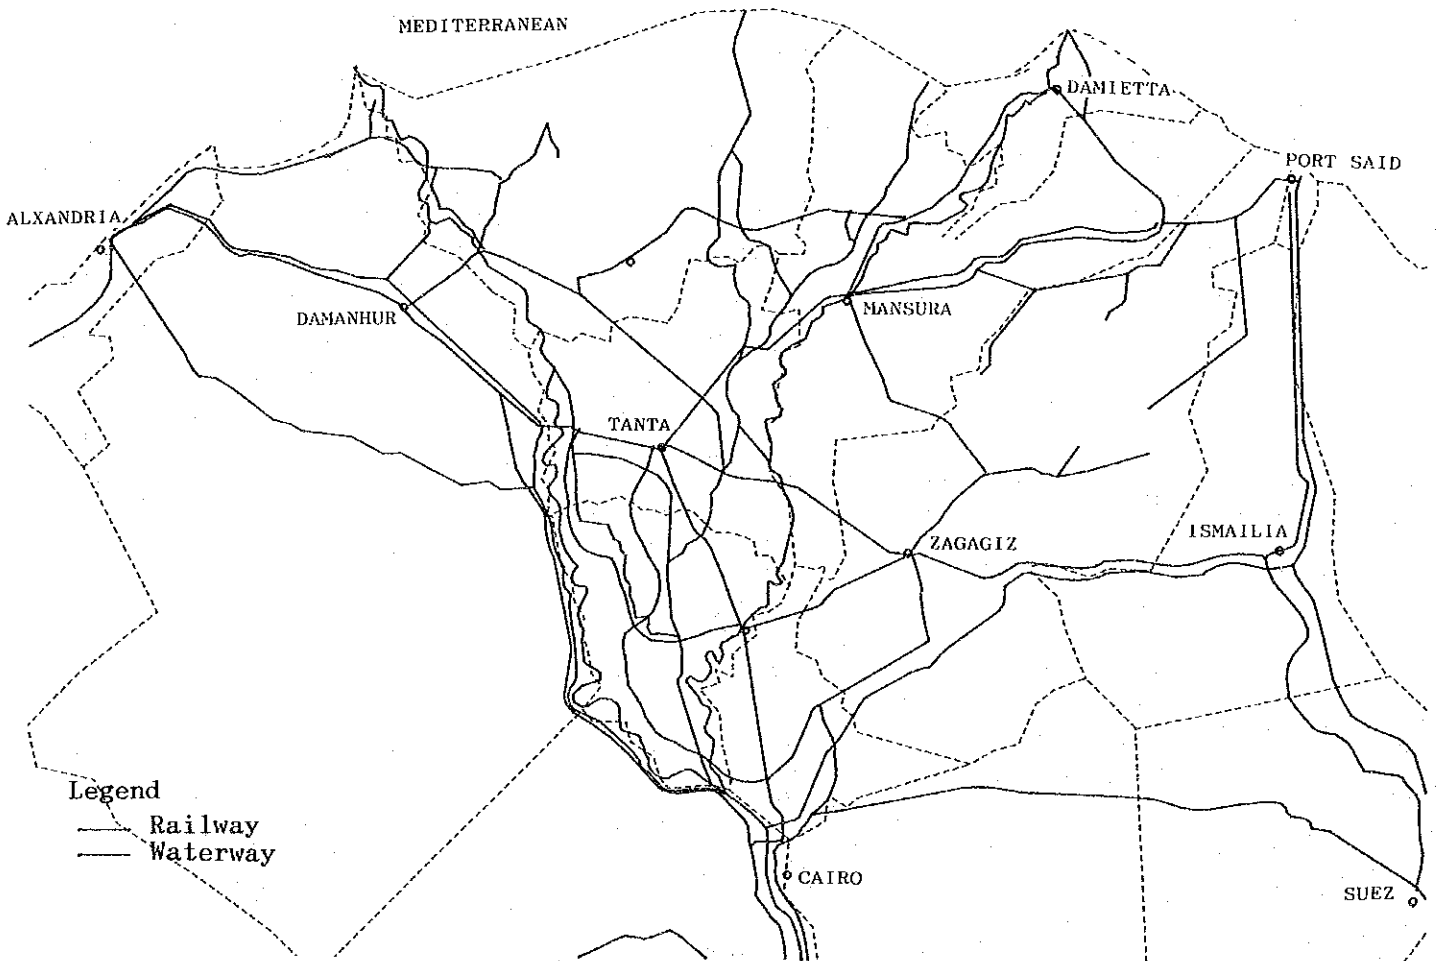 MEDITERRANEAN
DAMIETTA
PORT SAID
ALXANDRIA
DAMANHUR
MANSURA
TANTA
ZAGAGIZ
ISMAILIA
Legend
Railway
Waterway
CAIRO
SUEZ